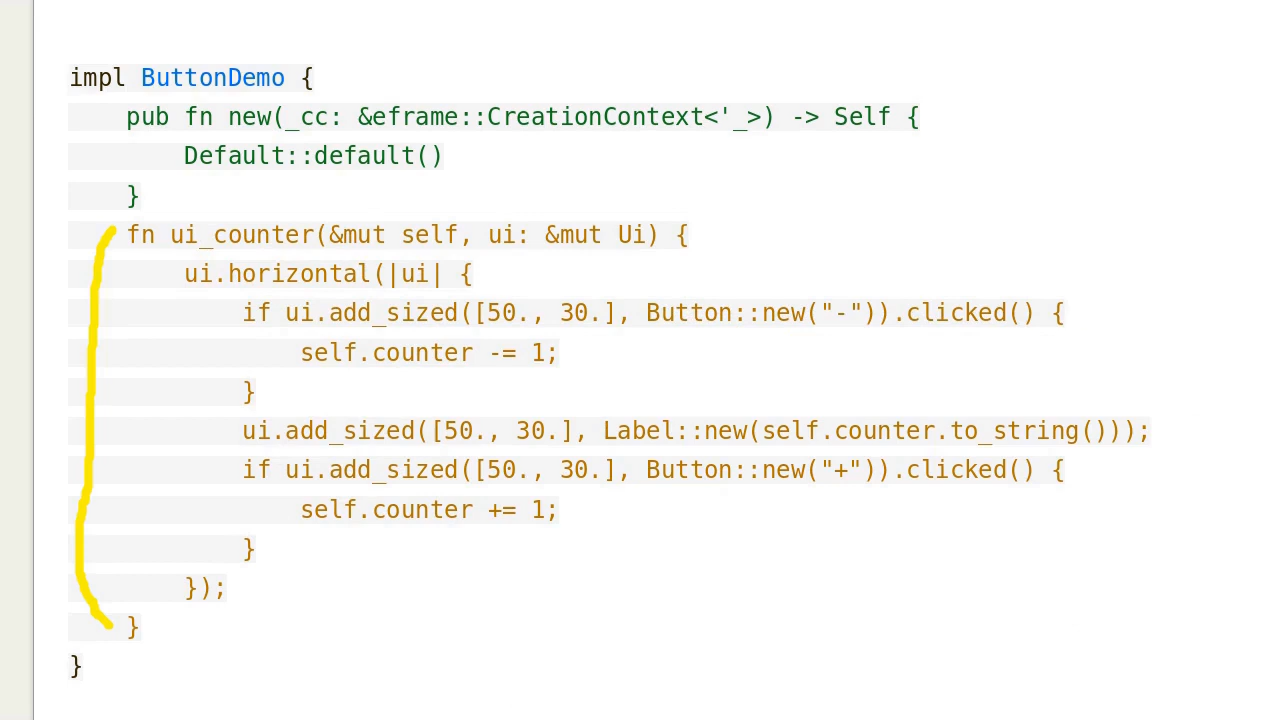 impl ButtonDemo {
    pub fn new(_cc: &eframe::CreationContext<'_>) -> Self {
        Default::default()
    }
    fn ui_counter(&mut self, ui: &mut Ui) {
        ui.horizontal(|ui| {
            if ui.add_sized([50., 30.], Button::new("-")).clicked() {
                self.counter -= 1;
            }
            ui.add_sized([50., 30.], Label::new(self.counter.to_string()));
            if ui.add_sized([50., 30.], Button::new("+")).clicked() {
                self.counter += 1;
            }
        });
    }
}